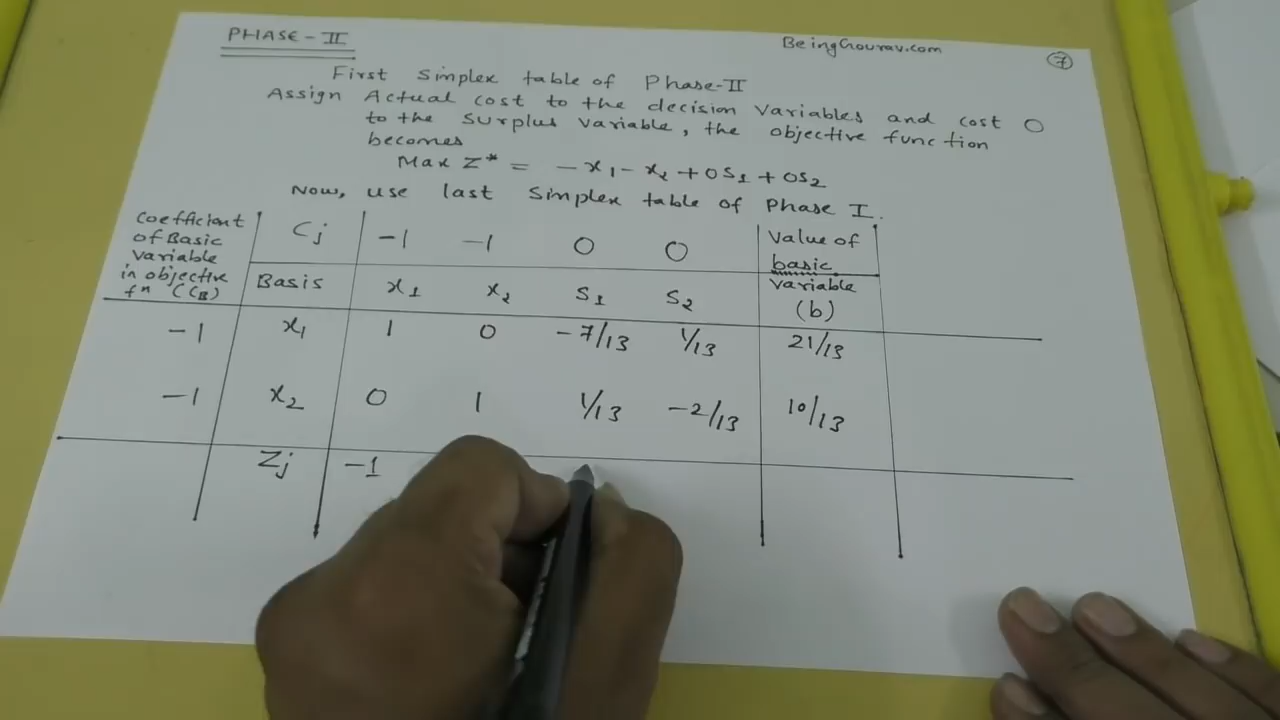 PHASE-II
BeingGourav.com
7
First Simplex table of Phase-II
Assign Actual cost to the decision variables and cost 0
to the surplus variable, the objective function
becomes
Max Z* = -x1 - x2 + 0S1 + 0S2
Now, use last Simplex table of Phase I.
Coefficient of Basic Variable in objective fn (CB) | Cj | -1 | -1 | 0 | 0 | Value of basic variable (b)
Basis | x1 | x2 | S1 | S2
-1 | x1 | 1 | 0 | -7/13 | 1/13 | 21/13
-1 | x2 | 0 | 1 | 1/13 | -2/13 | 10/13
Zj | -1